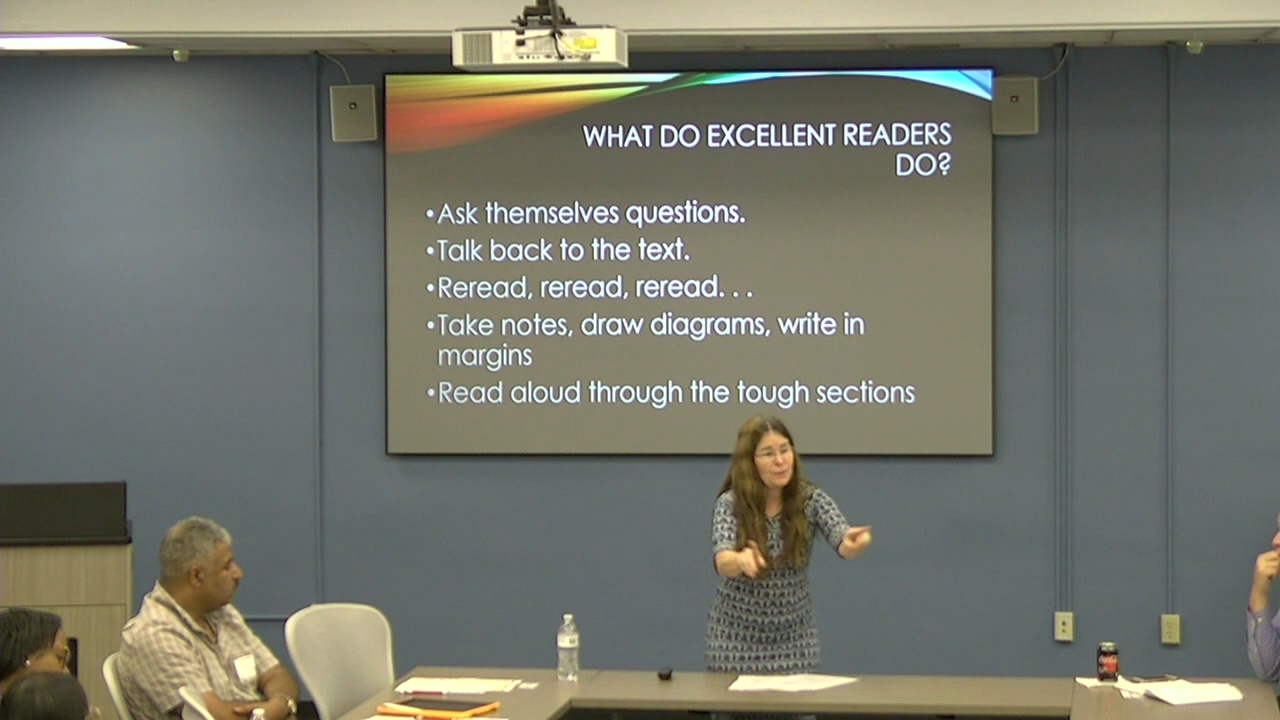 WHAT DO EXCELLENT READERS
DO?
•Ask themselves questions.
•Talk back to the text.
•Reread, reread, reread. . .
•Take notes, draw diagrams, write in
margins
•Read aloud through the tough sections